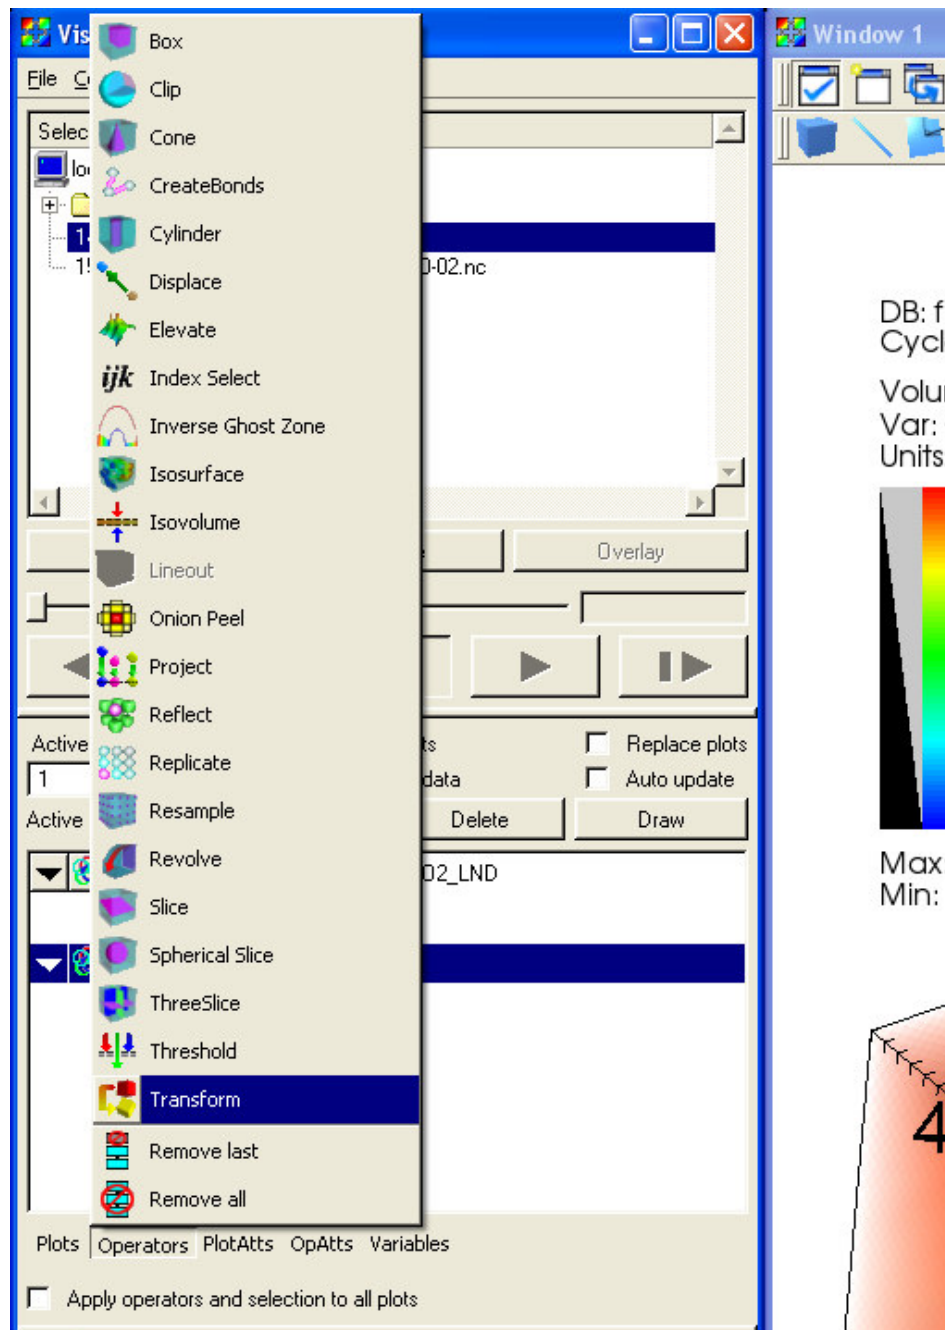 Vis
Window 1
File
Box
Clip
Cone
CreateBonds
Cylinder
Displace
Elevate
ijk Index Select
Inverse Ghost Zone
Isosurface
Isovolume
Lineout
Onion Peel
Project
Reflect
Replicate
Resample
Revolve
Slice
Spherical Slice
ThreeSlice
Threshold
Transform
Remove last
Remove all
Selec
0-02.nc
Overlay
Active
Replace plots
1
data
Auto update
Active
Delete
Draw
02_LND
Plots Operators PlotAtts OpAtts Variables
Apply operators and selection to all plots
DB: f
Cycl
Volu
Var:
Units
Max:
Min:
4